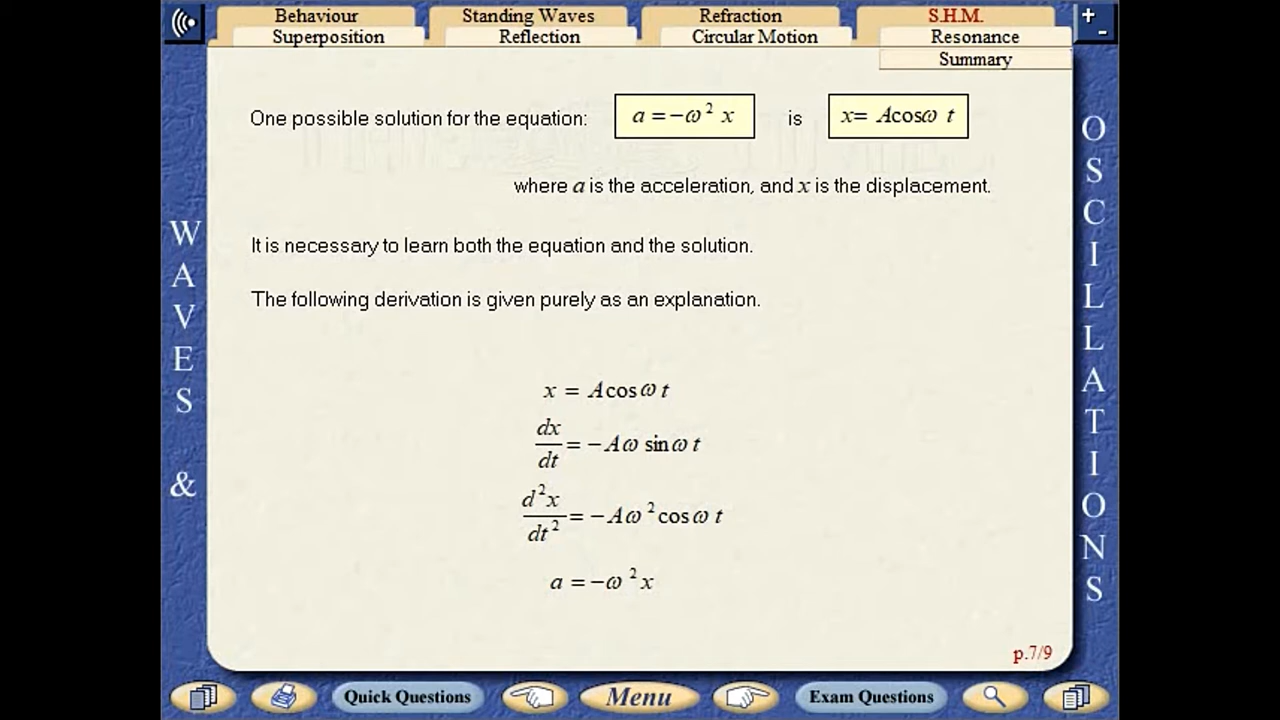 Behaviour Standing Waves Refraction S.H.M.
Superposition Reflection Circular Motion Resonance
Summary
+ -
One possible solution for the equation: a = −ω² x is x= Acosω t
where a is the acceleration, and x is the displacement.
It is necessary to learn both the equation and the solution.
The following derivation is given purely as an explanation.
x = Acosω t
dx/dt = −Aω sinω t
d²x/dt² = −Aω² cosω t
a = −ω² x
p.7/9
WAVES &
OSCILLATIONS
Quick Questions Menu Exam Questions